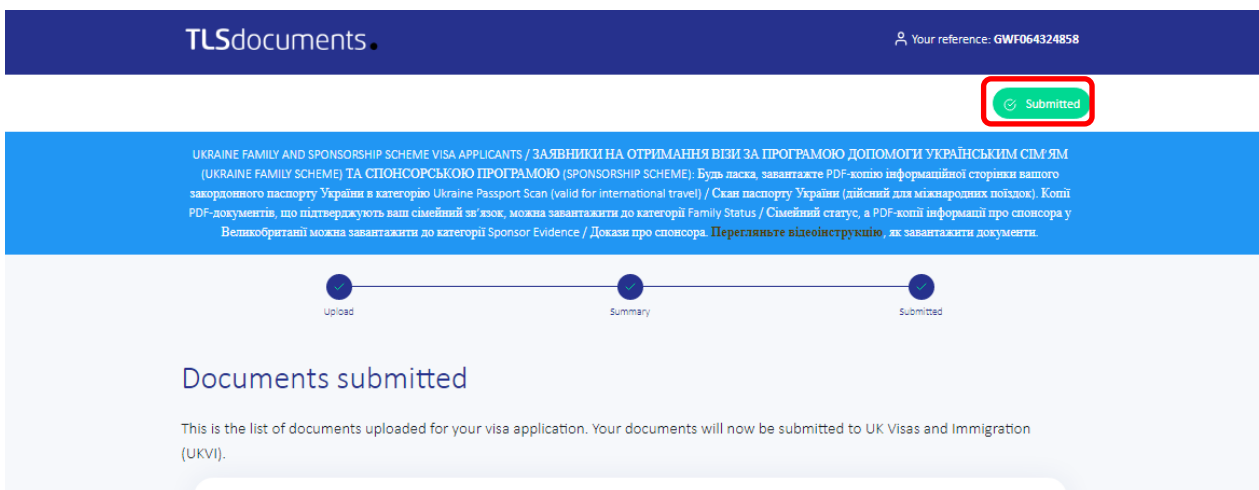 TLSdocuments.
Your reference: GWF064324858
Submitted
UKRAINE FAMILY AND SPONSORSHIP SCHEME VISA APPLICANTS / ЗАЯВНИКИ НА ОТРИМАННЯ ВІЗИ ЗА ПРОГРАМОЮ ДОПОМОГИ УКРАЇНСЬКИМ СІМ'ЯМ
(UKRAINE FAMILY SCHEME) ТА СПОНСОРСЬКОЮ ПРОГРАМОЮ (SPONSORSHIP SCHEME): Будь ласка, завантажте PDF-копію інформаційної сторінки вашого
закордонного паспорту України в категорію Ukraine Passport Scan (valid for international travel) / Скан паспорту України (дійсний для міжнародних поїздок). Копії
PDF-документів, що підтверджують ваш сімейний зв'язок, можна завантажити до категорії Family Status / Сімейний статус, а PDF-копії інформації про спонсора у
Великобританії можна завантажити до категорії Sponsor Evidence / Докази про спонсора. Перегляньте відеоінструкцію, як завантажити документи.
Upload
Summary
Submitted
Documents submitted
This is the list of documents uploaded for your visa application. Your documents will now be submitted to UK Visas and Immigration
(UKVI).